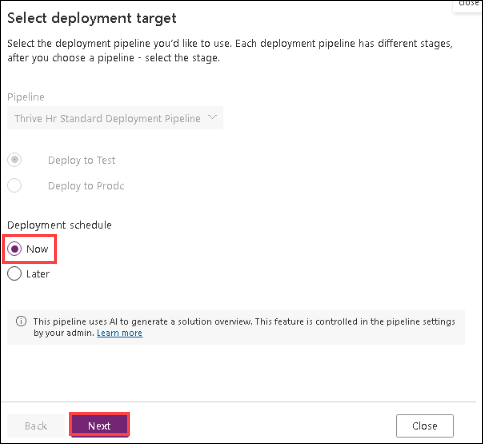 close
Select deployment target
Select the deployment pipeline you'd like to use. Each deployment pipeline has different stages,
after you choose a pipeline - select the stage.
Pipeline
Thrive Hr Standard Deployment Pipeline
Deploy to Test
Deploy to Prodc
Deployment schedule
Now
Later
This pipeline uses AI to generate a solution overview. This feature is controlled in the pipeline settings
by your admin. Learn more
Back
Next
Close